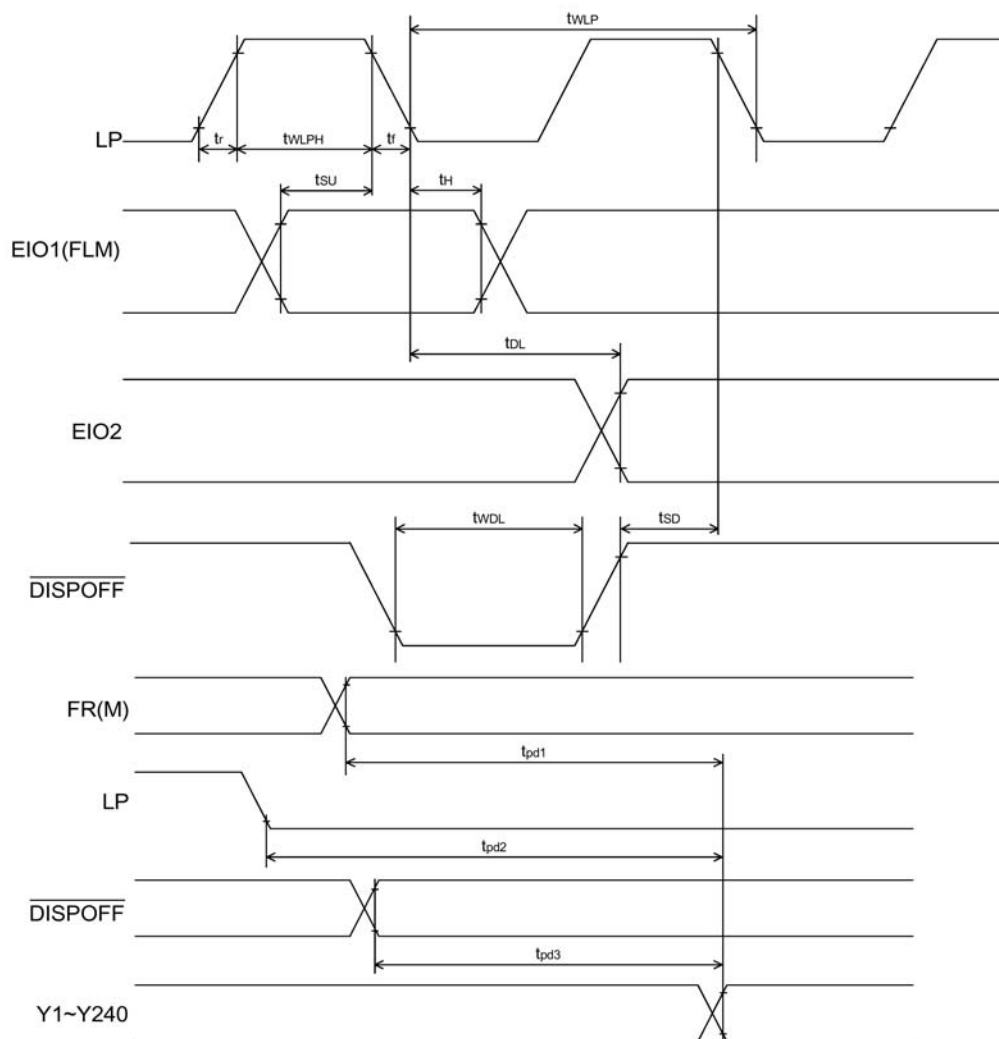 tWLP
LP
tr
tWLPH
tf
tSU
tH
EIO1(FLM)
tDL
EIO2
tWDL
tSD
DISPOFF
FR(M)
tpd1
LP
tpd2
DISPOFF
tpd3
Y1~Y240